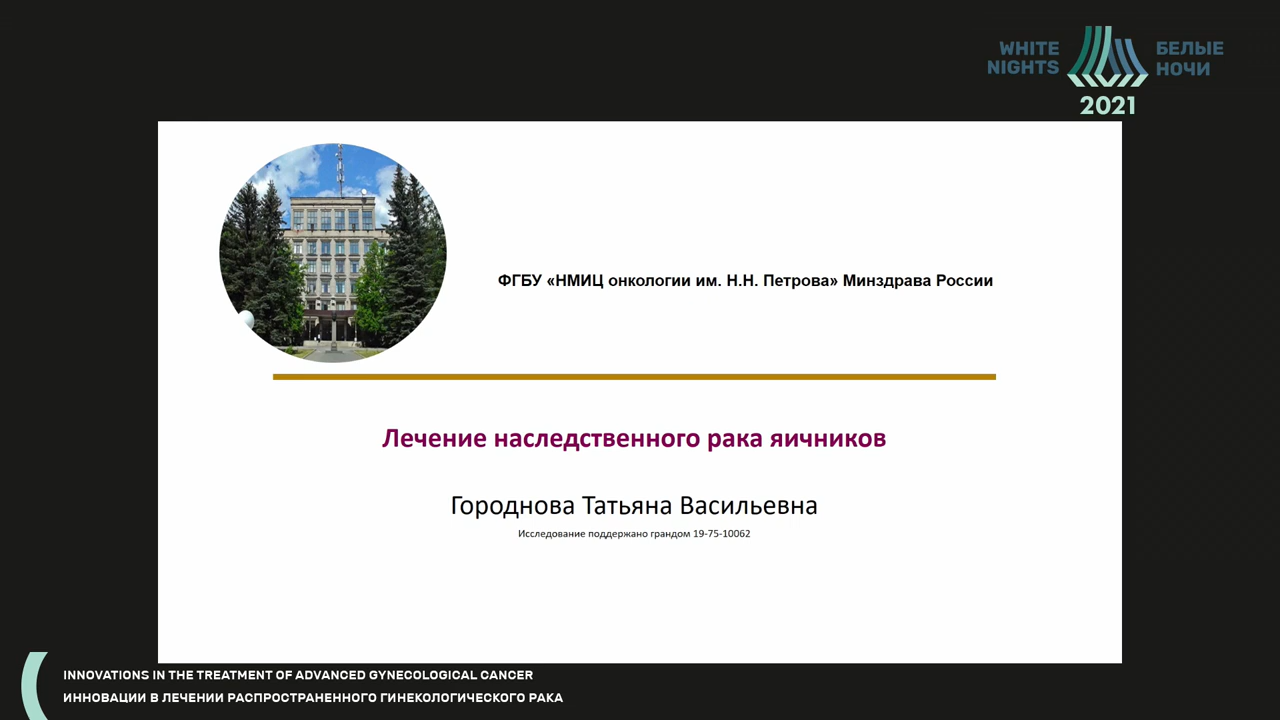 WHITE
NIGHTS
БЕЛЫЕ
НОЧИ
2021
ФГБУ «НМИЦ онкологии им. Н.Н. Петрова» Минздрава России
Лечение наследственного рака яичников
Городнова Татьяна Васильевна
Исследование поддержано грандом 19-75-10062
INNOVATIONS IN THE TREATMENT OF ADVANCED GYNECOLOGICAL CANCER
ИННОВАЦИИ В ЛЕЧЕНИИ РАСПРОСТРАНЕННОГО ГИНЕКОЛОГИЧЕСКОГО РАКА